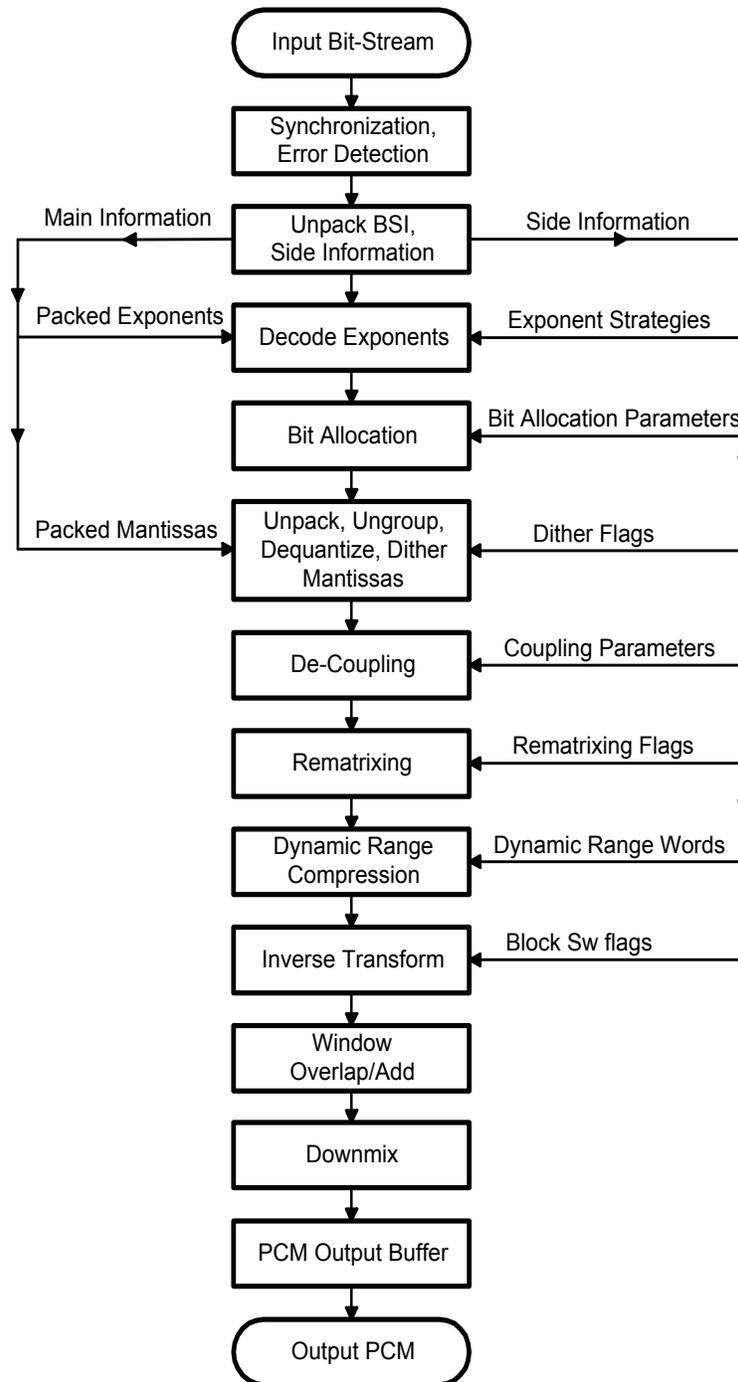 Input Bit-Stream
Synchronization,
Error Detection
Main Information
Unpack BSI,
Side Information
Side Information
Packed Exponents
Decode Exponents
Exponent Strategies
Bit Allocation
Bit Allocation Parameters
Packed Mantissas
Unpack, Ungroup,
Dequantize, Dither
Mantissas
Dither Flags
De-Coupling
Coupling Parameters
Rematrixing
Rematrixing Flags
Dynamic Range
Compression
Dynamic Range Words
Inverse Transform
Block Sw flags
Window
Overlap/Add
Downmix
PCM Output Buffer
Output PCM